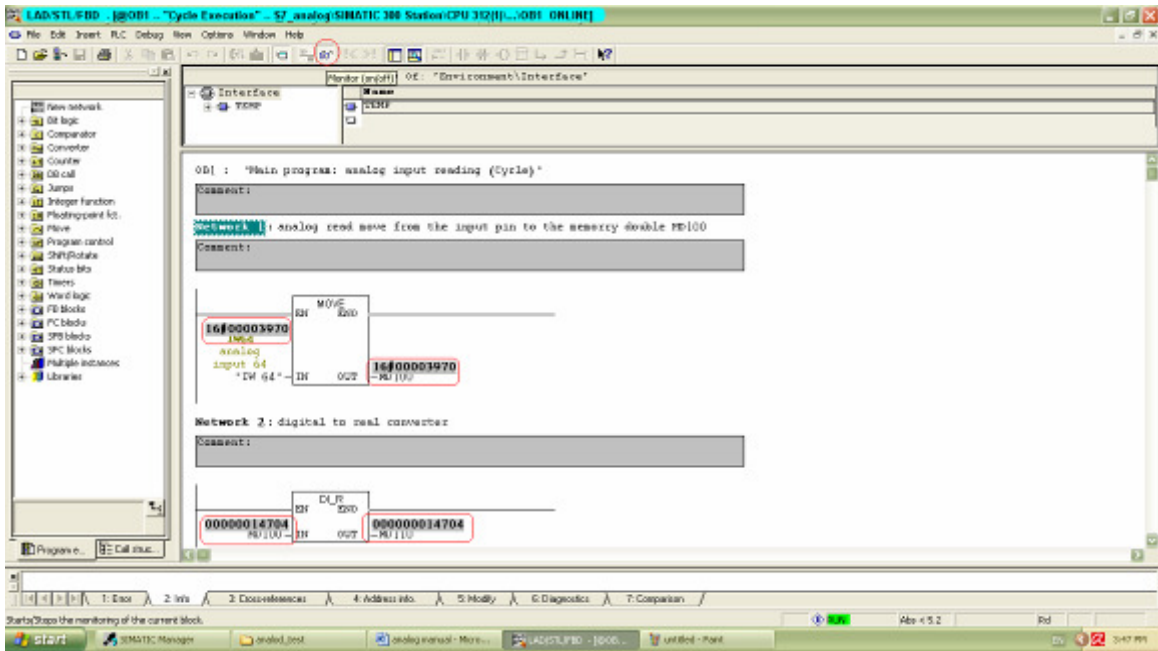 LAD/STL/FBD - [@OB1 -- "Cycle Execution" -- S7_analog\SIMATIC 300 Station\CPU 312(1)\...\OB1 ONLINE]
File Edit Insert PLC Debug View Options Window Help
Monitor (on/off) Of: "Environment\Interface"
Interface
TEMP
Name
TEMP
New network
Bit logic
Comparator
Converter
Counter
DB call
Jumps
Integer function
Floating-point fct.
Move
Program control
Shift/Rotate
Status bits
Timers
Word logic
FB blocks
FC blocks
SFB blocks
SFC blocks
Multiple instances
Libraries
Program e...
Call struc...
OB1 : "Main program: analog input reading (Cycle)"
Comment:
Network 1: analog read move from the input pin to the memorry double MD100
Comment:
MOVE
EN ENO
16#00003970
IW64
analog
input 64
"IW 64" IN OUT
16#00003970
MD100
Network 2: digital to real converter
Comment:
DI_R
EN ENO
00000014704
MD100 IN OUT
000000014704
MD110
1: Error 2: Info 3: Cross-references 4: Address info. 5: Modify 6: Diagnostics 7: Comparison
Starts/Stops the monitoring of the current block.
RUN
Abs < 5.2
Rd
start
SIMATIC Manager
analod_test
analog manual - Micro...
LAD/STL/FBD - [@OB...
untitled - Paint
EN
3:47 PM